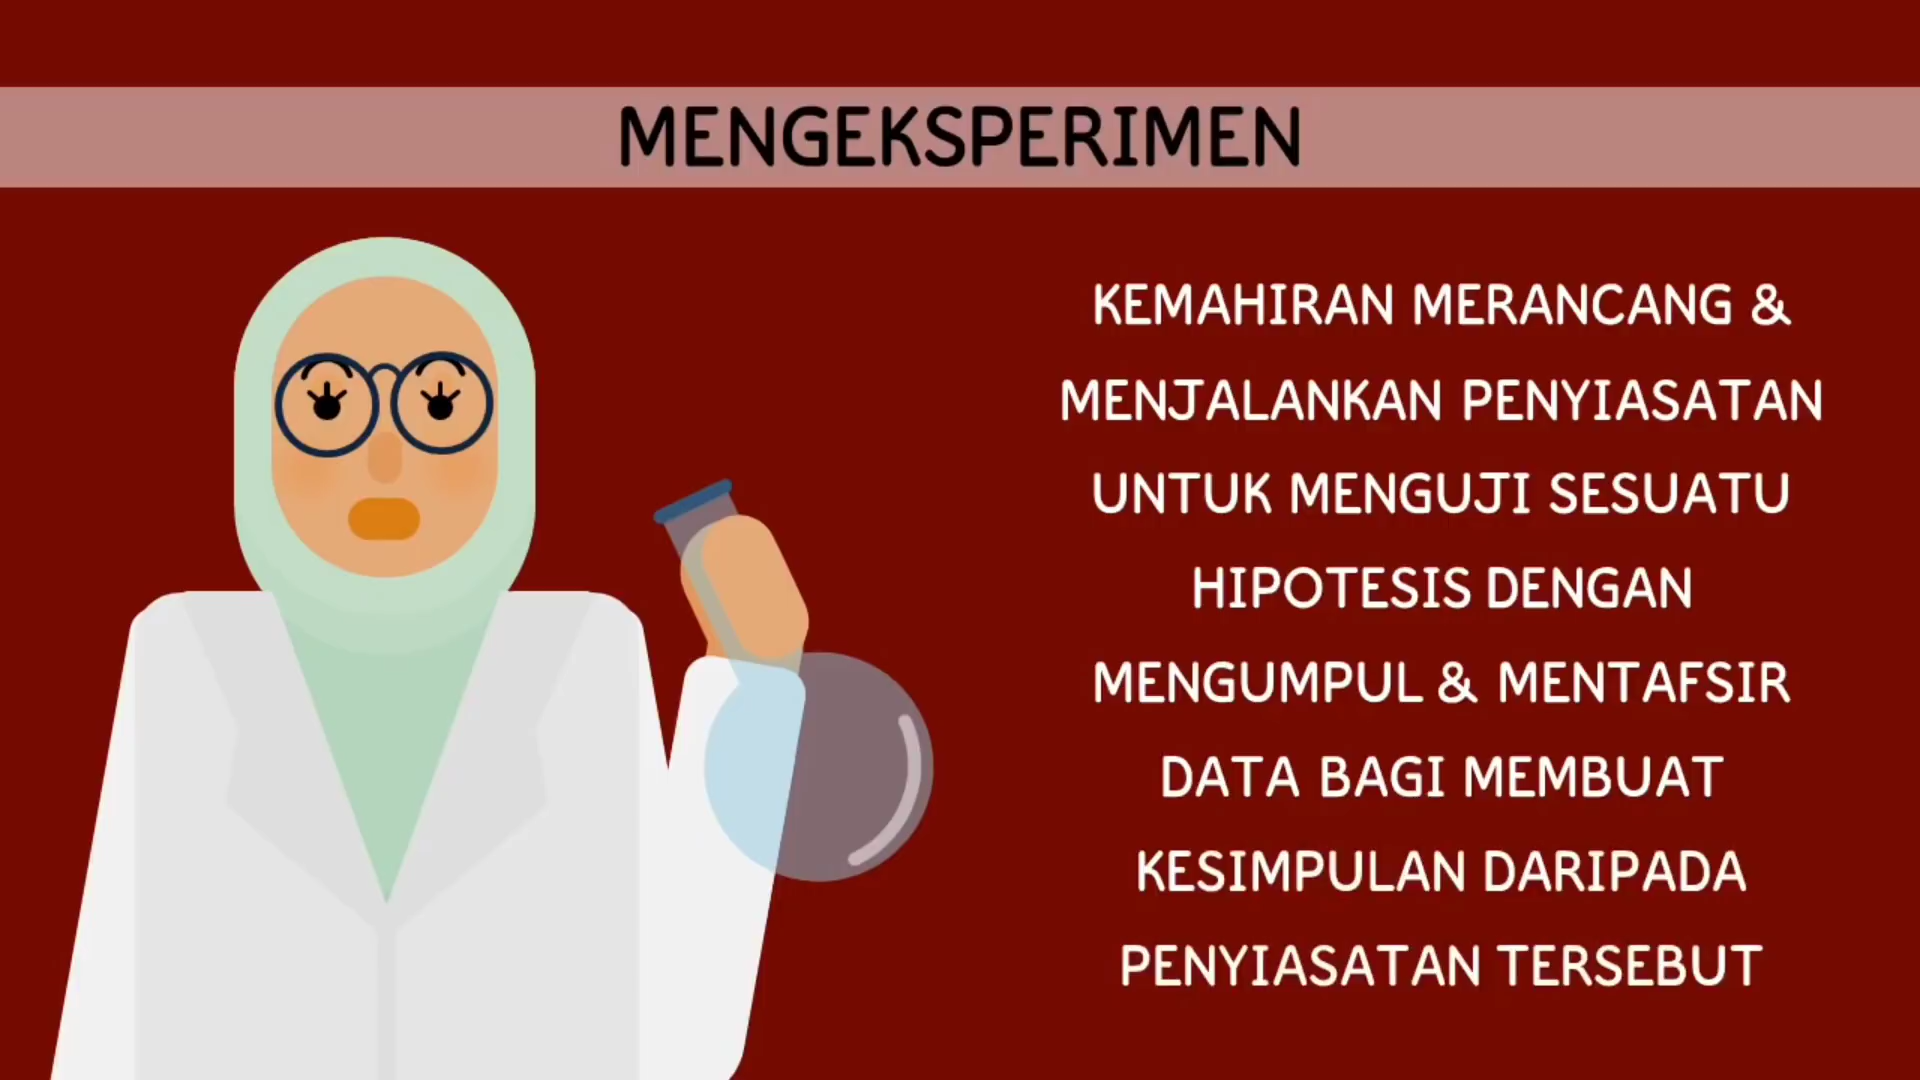 MENGEKSPERIMEN
KEMAHIRAN MERANCANG &
MENJALANKAN PENYIASATAN
UNTUK MENGUJI SESUATU
HIPOTESIS DENGAN
MENGUMPUL & MENTAFSIR
DATA BAGI MEMBUAT
KESIMPULAN DARIPADA
PENYIASATAN TERSEBUT